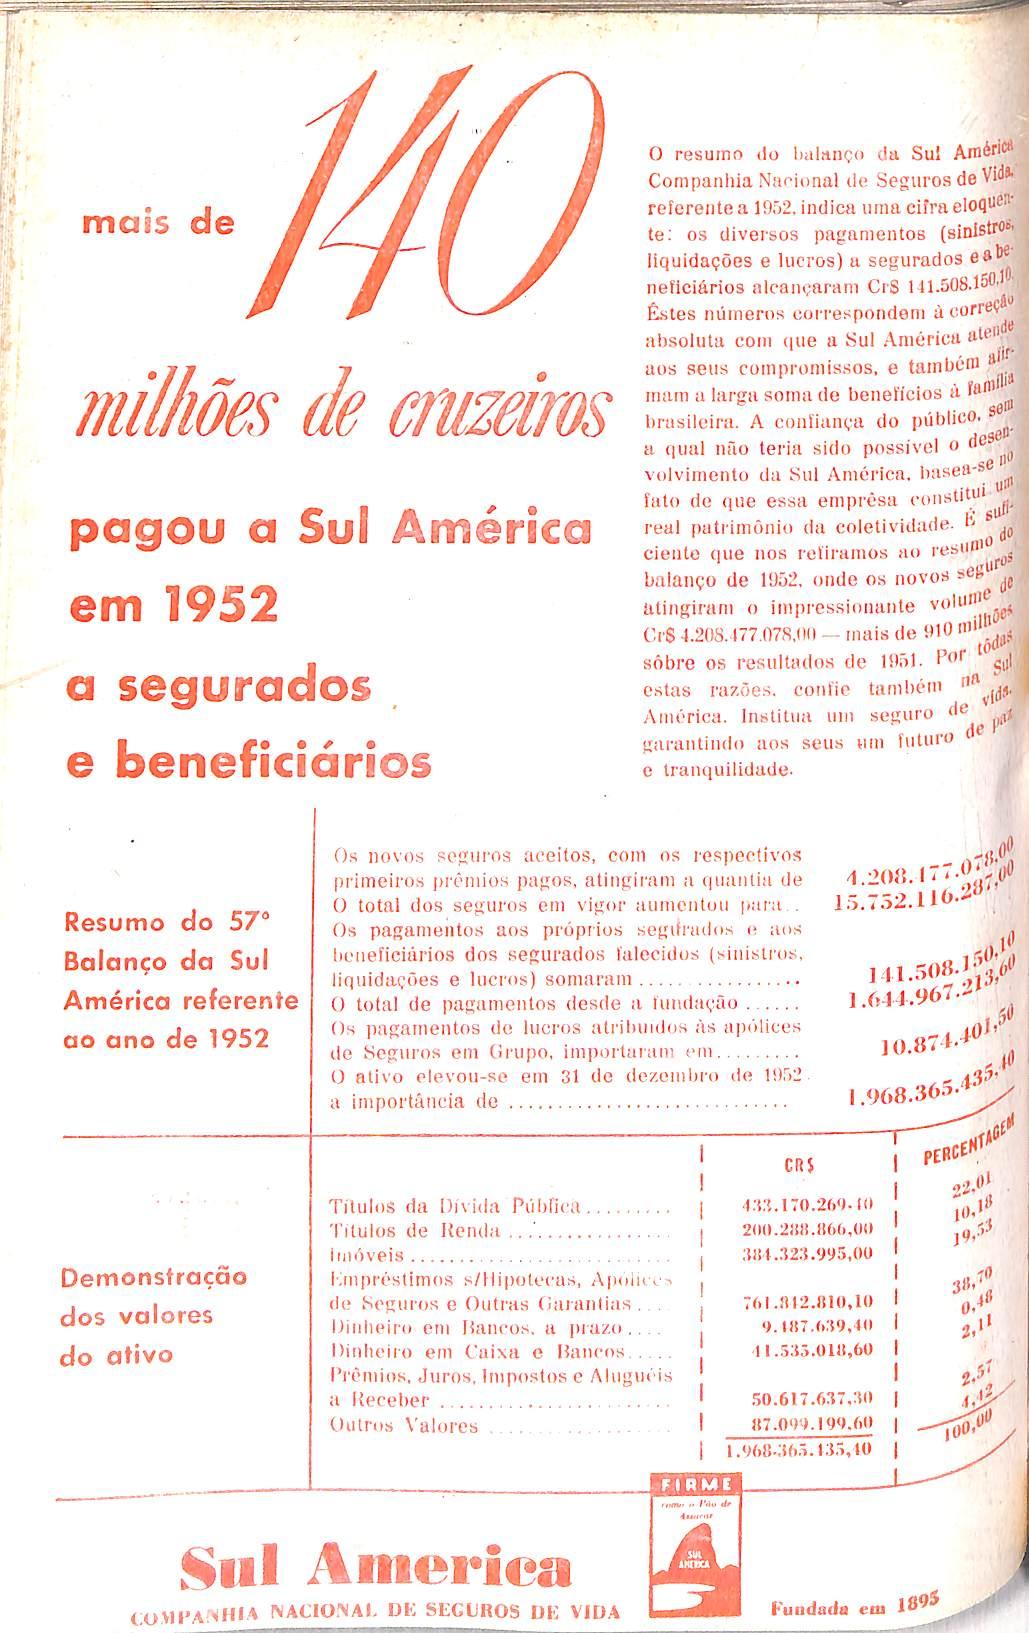 mais de 140
milhões de cruzeiros
pagou a Sul América
em 1952
a segurados
e beneficiários
O resumo do balanço da Sul América
Companhia Nacional de Seguros de Vida,
referente a 1952, indica uma cifra eloquen-
te: os diversos pagamentos (sinistros,
liquidações e lucros) a segurados e a be-
neficiários alcançaram Cr$ 141.508.150,10.
Êstes números correspondem à correção
absoluta com que a Sul América atende
aos seus compromissos, e também afir-
mam a larga soma de benefícios à família
brasileira. A confiança do público, sem
a qual não teria sido possível o desen-
volvimento da Sul América, basea-se no
fato de que essa emprêsa constitui um
real patrimônio da coletividade. É sufi-
ciente que nos refiramos ao resumo do
balanço de 1952, onde os novos seguros
atingiram o impressionante volume de
Cr$ 4.208.477.078,00 — mais de 910 milhões
sôbre os resultados de 1951. Por tôdas
estas razões, confie também na Sul
América. Institua um seguro de vida,
garantindo aos seus um futuro de paz
e tranquilidade.
Resumo do 57º
Balanço da Sul
América referente
ao ano de 1952
Os novos seguros aceitos, com os respectivos
primeiros prêmios pagos, atingiram a quantia de 4.208.477.078,00
O total dos seguros em vigor aumentou para.. 15.752.116.287,00
Os pagamentos aos próprios segurados e aos
beneficiários dos segurados falecidos (sinistros,
liquidações e lucros) somaram ................. 141.508.150,10
O total de pagamentos desde a fundação ...... 1.644.967.213,60
Os pagamentos de lucros atribuidos às apólices
de Seguros em Grupo, importaram em......... 10.874.401,50
O ativo elevou-se em 31 de dezembro de 1952
a importância de ............................ 1.968.365.435,40
Demonstração
dos valores
do ativo
CR$ PERCENTAGEM
Títulos da Dívida Pública......... 433.170.269,40 22,01
Títulos de Renda ................. 200.288.866,00 10,18
Imóveis .......................... 384.323.995,00 19,53
Empréstimos s/Hipotecas, Apólices
de Seguros e Outras Garantias.... 761.842.810,10 38,70
Dinheiro em Bancos, a prazo.... 9.487.639,40 0,48
Dinheiro em Caixa e Bancos..... 41.535.018,60 2,11
Prêmios, Juros, Impostos e Aluguéis
a Receber ........................ 50.617.637,30 2,57
Outros Valores ................... 87.099.199,60 4,42
1.968.365.435,40 100,00
FIRME
como o Pão de
Açucar
SUL
AMERICA
Sul America
COMPANHIA NACIONAL DE SEGUROS DE VIDA
Fundada em 1895